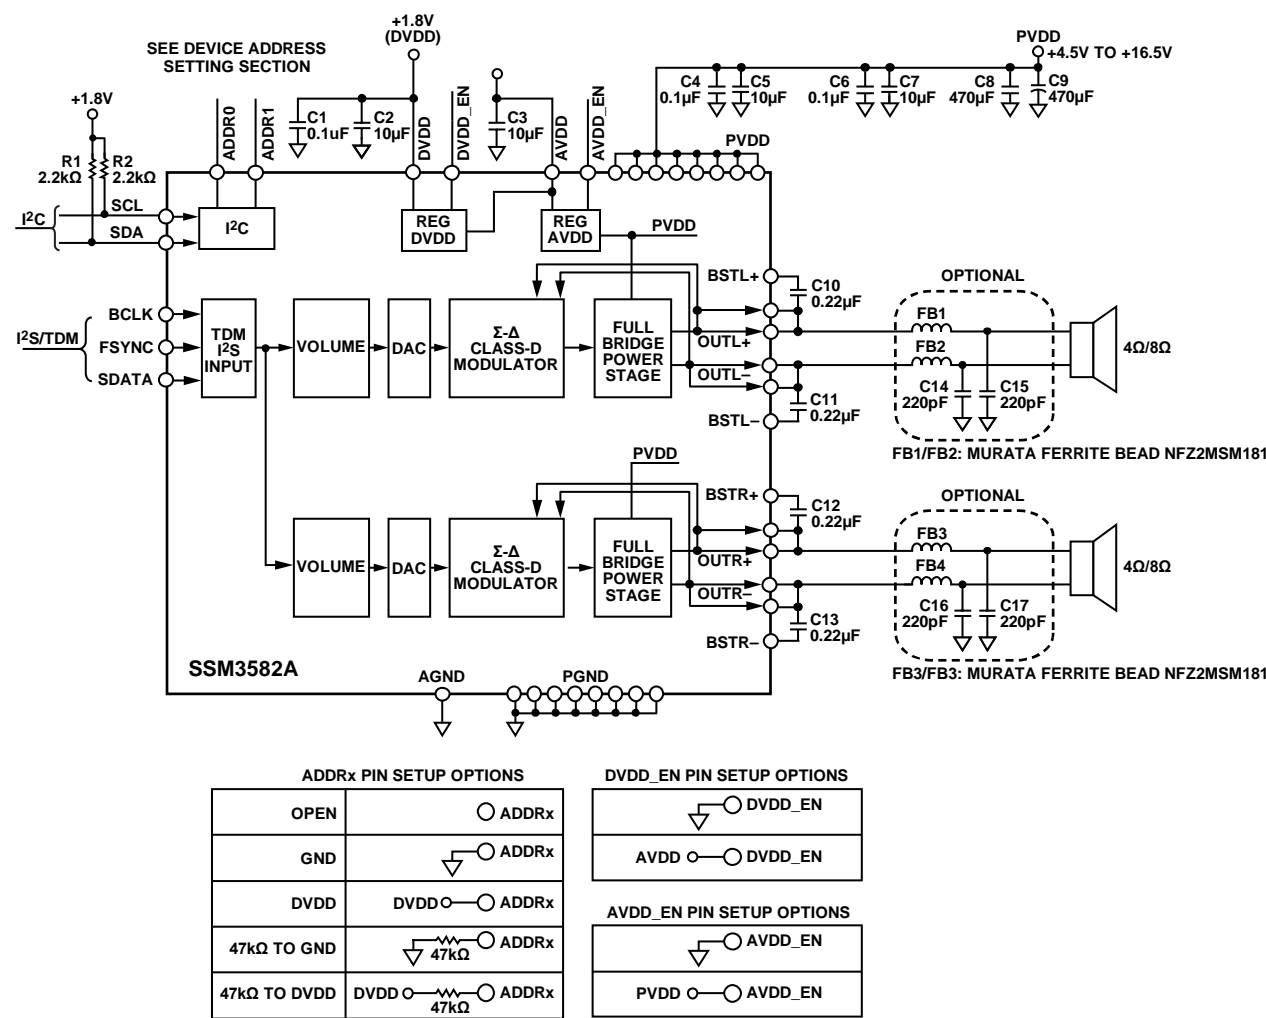 +1.8V
(DVDD)
SEE DEVICE ADDRESS
SETTING SECTION
PVDD
+4.5V TO +16.5V
+1.8V
R1
2.2kΩ
R2
2.2kΩ
ADDR0
ADDR1
C1
0.1uF
C2
10µF
DVDD
DVDD_EN
C3
10µF
AVDD
AVDD_EN
C4
0.1µF
C5
10µF
C6
0.1µF
C7
10µF
C8
470µF
C9
470µF
PVDD
I²C
SCL
SDA
I²C
REG
DVDD
REG
AVDD
PVDD
I²S/TDM
BCLK
FSYNC
SDATA
TDM
I²S
INPUT
VOLUME
DAC
Σ-Δ
CLASS-D
MODULATOR
FULL
BRIDGE
POWER
STAGE
BSTL+
C10
0.22µF
OUTL+
OUTL–
C11
0.22µF
BSTL–
OPTIONAL
FB1
FB2
C14
220pF
C15
220pF
4Ω/8Ω
FB1/FB2: MURATA FERRITE BEAD NFZ2MSM181
PVDD
VOLUME
DAC
Σ-Δ
CLASS-D
MODULATOR
FULL
BRIDGE
POWER
STAGE
BSTR+
C12
0.22µF
OUTR+
OUTR–
C13
0.22µF
BSTR–
OPTIONAL
FB3
FB4
C16
220pF
C17
220pF
4Ω/8Ω
FB3/FB3: MURATA FERRITE BEAD NFZ2MSM181
SSM3582A
AGND
PGND
ADDRx PIN SETUP OPTIONS
OPEN ADDRx
GND ADDRx
DVDD DVDD ADDRx
47kΩ TO GND 47kΩ ADDRx
47kΩ TO DVDD DVDD 47kΩ ADDRx
DVDD_EN PIN SETUP OPTIONS
DVDD_EN
AVDD DVDD_EN
AVDD_EN PIN SETUP OPTIONS
AVDD_EN
PVDD AVDD_EN